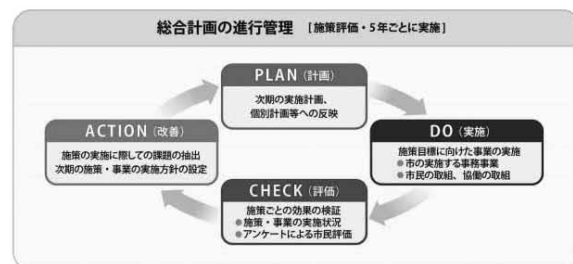 総合計画の進行管理 [施策評価・5年ごとに実施]
PLAN(計画)
次期の実施計画、
個別計画等への反映
DO(実施)
施策目標に向けた事業の実施
●市の実施する事務事業
●市民の取組、協働の取組
CHECK(評価)
施策ごとの効果の検証
●施策・事業の実施状況
●アンケートによる市民評価
ACTION(改善)
施策の実施に際しての課題の抽出
次期の施策・事業の実施方針の設定